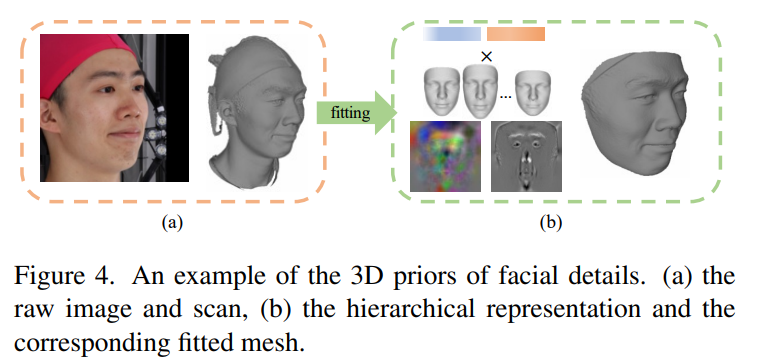 ×
...
fitting
(a)
(b)
Figure 4. An example of the 3D priors of facial details. (a) the
raw image and scan, (b) the hierarchical representation and the
corresponding fitted mesh.